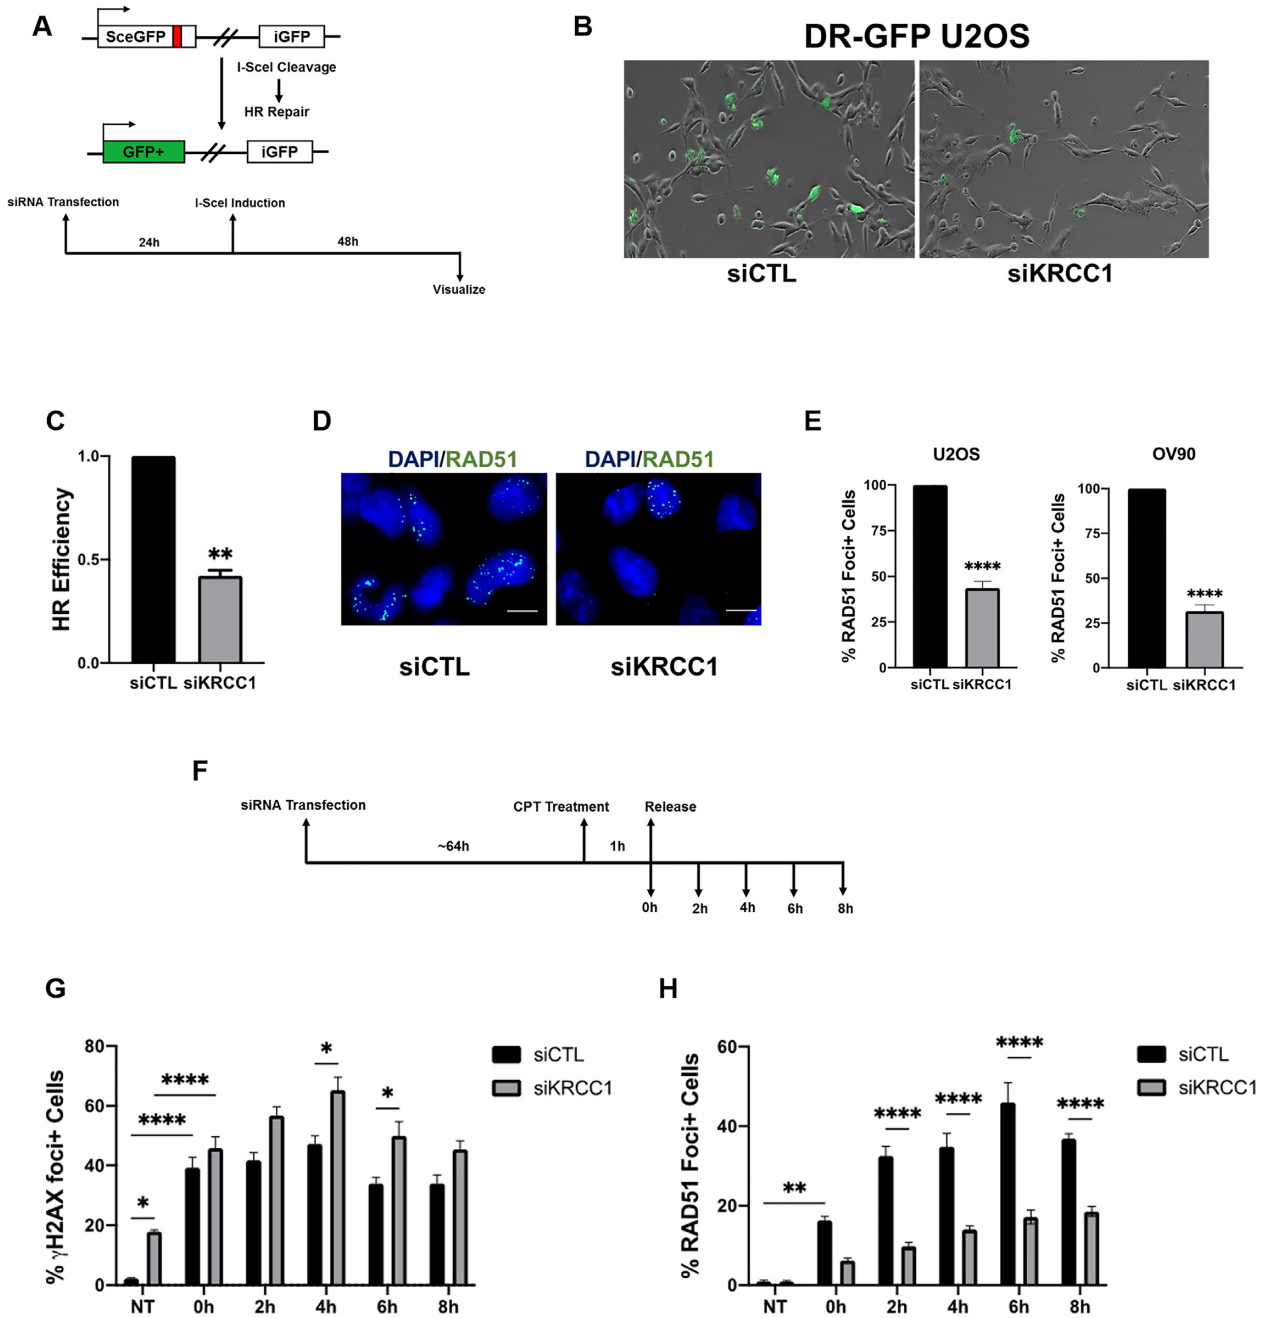 A
SceGFP
iGFP
I-SceI Cleavage
HR Repair
GFP+
iGFP
siRNA Transfection
I-SceI Induction
24h
48h
Visualize
B
DR-GFP U2OS
siCTL
siKRCC1
C
HR Efficiency
1.0
0.5
0.0
**
siCTL siKRCC1
D
DAPI/RAD51
DAPI/RAD51
siCTL
siKRCC1
E
U2OS
% RAD51 Foci+ Cells
100
75
50
25
0
****
siCTL siKRCC1
OV90
% RAD51 Foci+ Cells
100
75
50
25
0
****
siCTL siKRCC1
F
siRNA Transfection
CPT Treatment
Release
~64h
1h
0h 2h 4h 6h 8h
G
% γH2AX foci+ Cells
80
60
40
20
0
*
****
****
*
*
siCTL
siKRCC1
NT 0h 2h 4h 6h 8h
H
% RAD51 Foci+ Cells
60
40
20
0
**
****
****
****
****
siCTL
siKRCC1
NT 0h 2h 4h 6h 8h